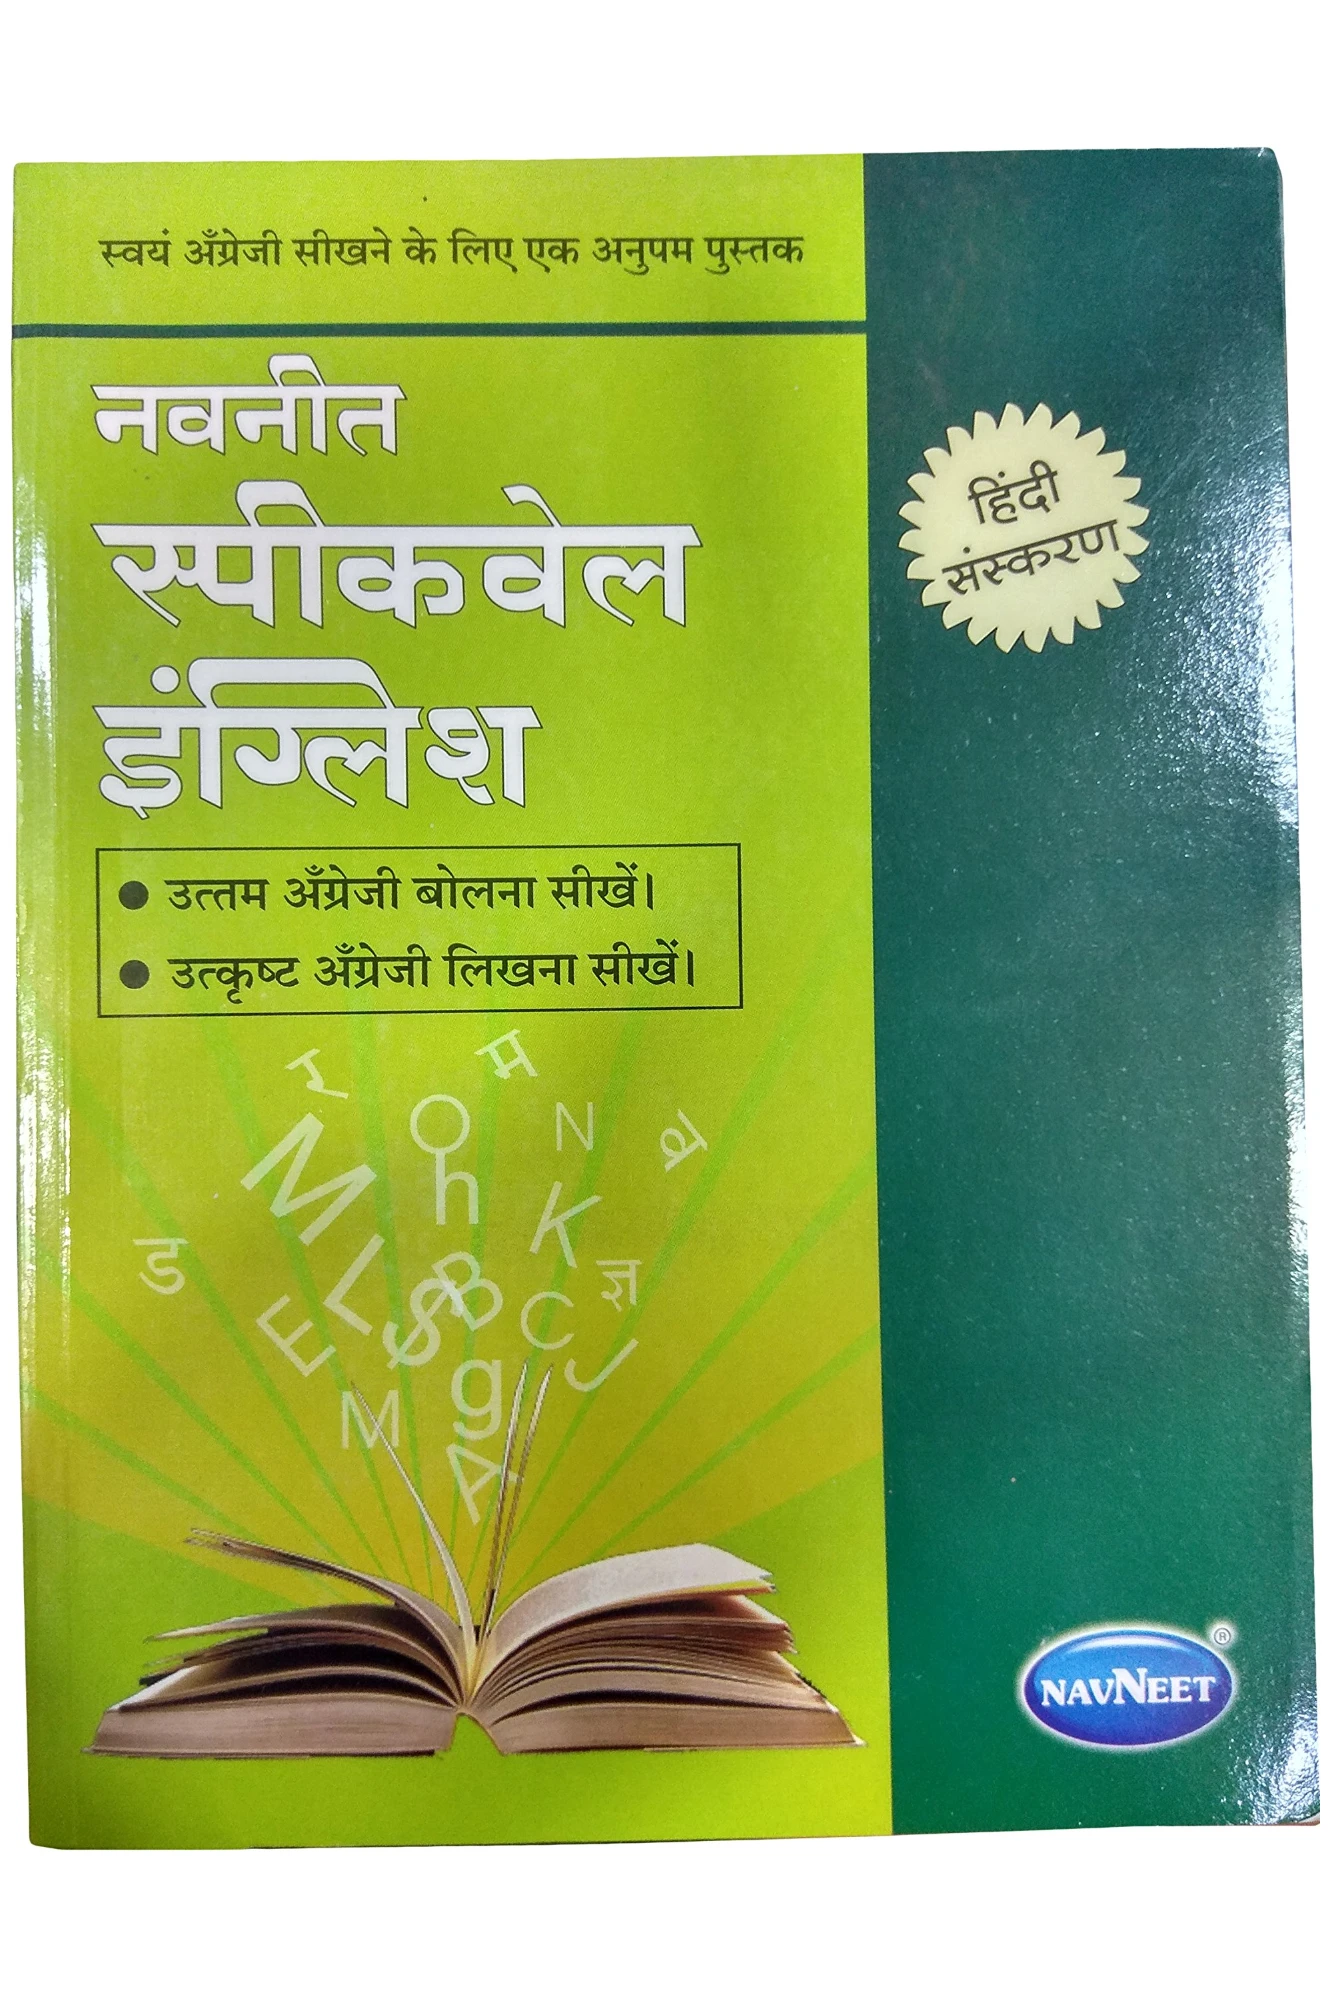 स्वयं अँग्रेजी सीखने के लिए एक अनुपम पुस्तक
नवनीत
स्पीकवेल
इंग्लिश
हिंदी
संस्करण
● उत्तम अँग्रेजी बोलना सीखें।
● उत्कृष्ट अँग्रेजी लिखना सीखें।
र
म
M
O
N
h
K
ड
L
S
B
C
ज्ञ
E
J
M
g
A
NAVNEET®